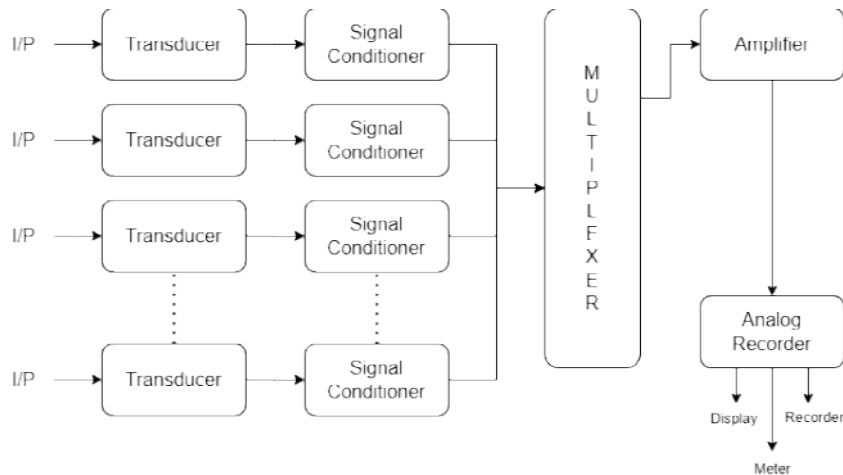 I/P
Transducer
Signal
Conditioner
I/P
Transducer
Signal
Conditioner
I/P
Transducer
Signal
Conditioner
I/P
Transducer
Signal
Conditioner
M
U
L
T
I
P
L
E
X
E
R
Amplifier
Analog
Recorder
Display
Recorder
Meter